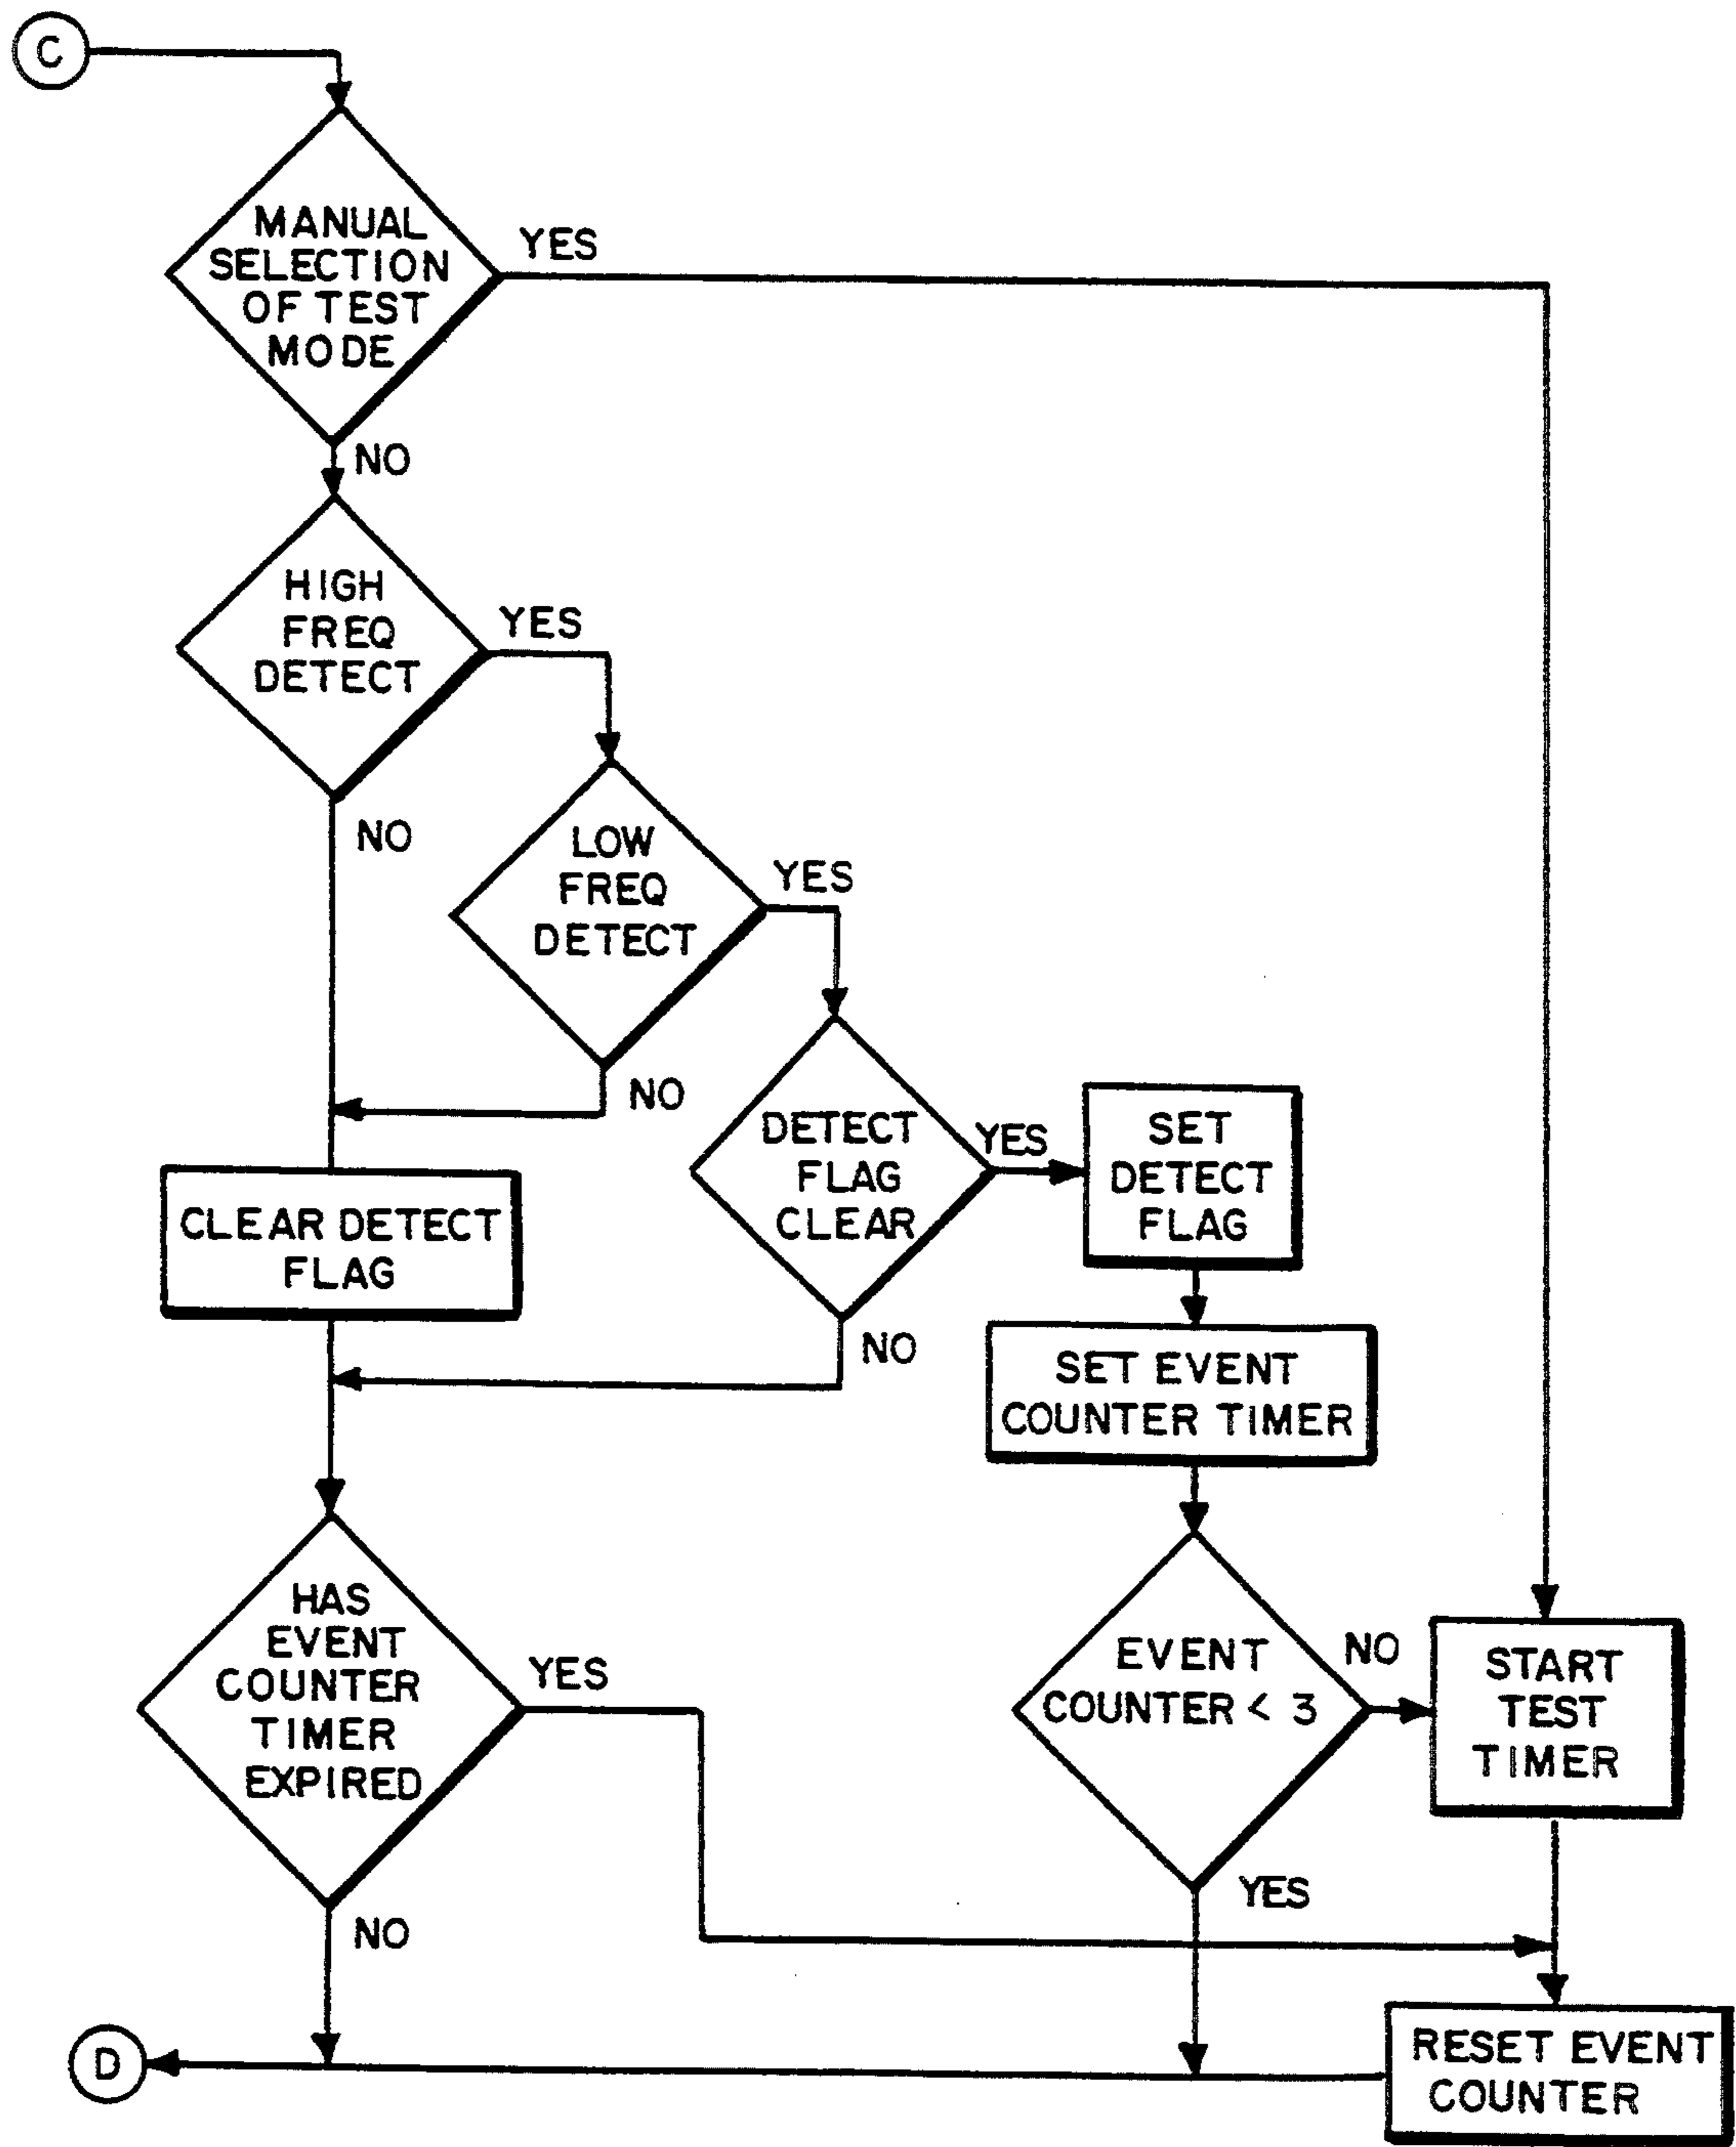 C
MANUAL
SELECTION
OF TEST
MODE
YES
NO
HIGH
FREQ
DETECT
YES
NO
LOW
FREQ
DETECT
YES
NO
DETECT
FLAG
CLEAR
YES
NO
SET
DETECT
FLAG
CLEAR DETECT
FLAG
SET EVENT
COUNTER TIMER
HAS
EVENT
COUNTER
TIMER
EXPIRED
YES
NO
EVENT
COUNTER < 3
NO
YES
START
TEST
TIMER
RESET EVENT
COUNTER
D